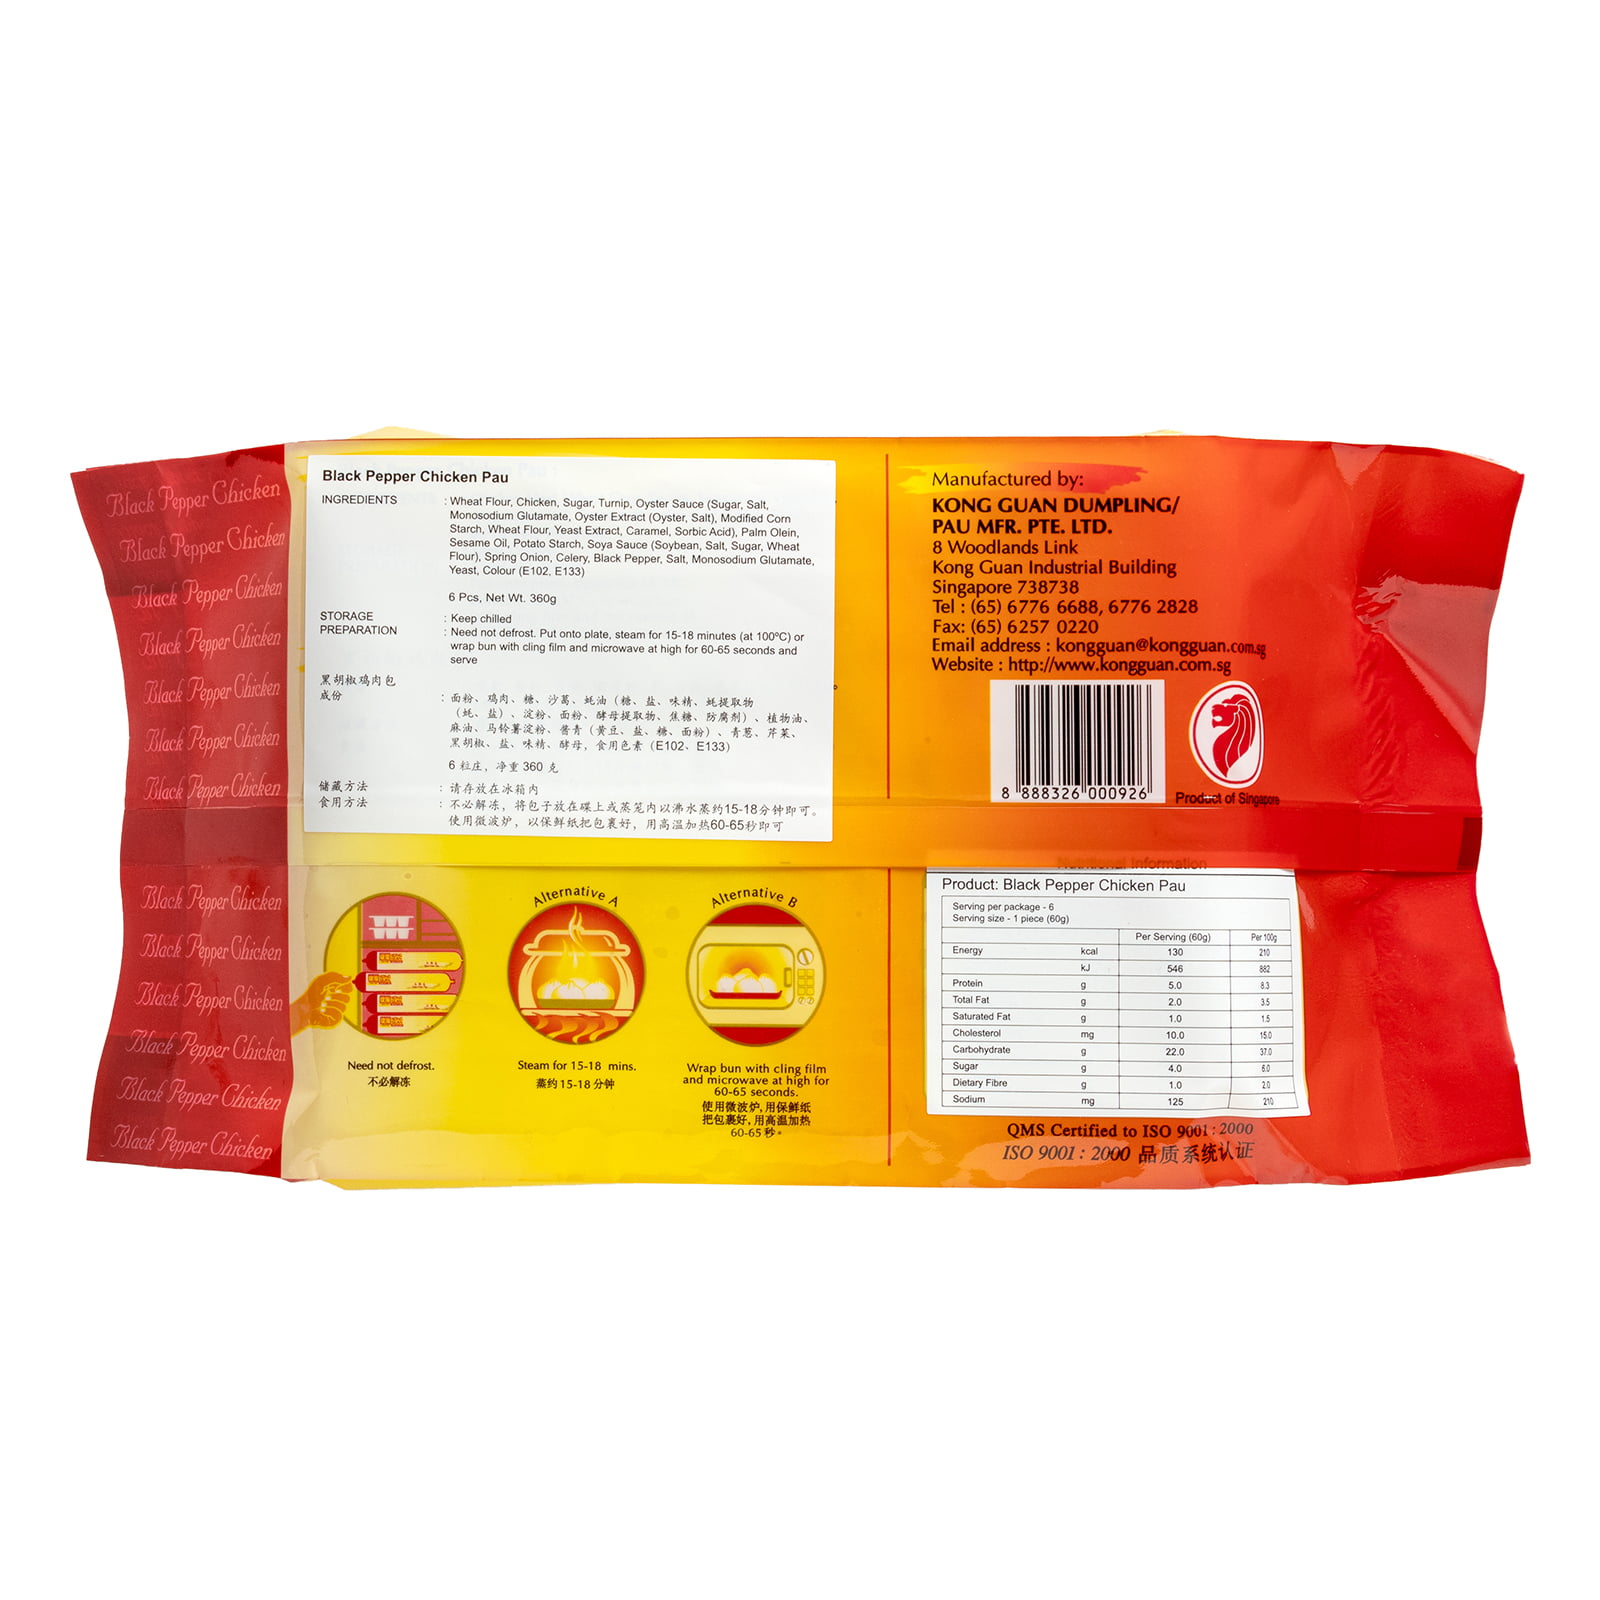 Black Pepper Chicken
Black Pepper Chicken
Black Pepper Chicken
Black Pepper Chicken
Black Pepper Chicken
Black Pepper Chicken
Black Pepper Chicken
Black Pepper Chicken
Black Pepper Chicken
Black Pepper Chicken
Black Pepper Chicken
Black Pepper Chicken
Black Pepper Chicken
Black Pepper Chicken Pau
INGREDIENTS : Wheat Flour, Chicken, Sugar, Turnip, Oyster Sauce (Sugar, Salt,
Monosodium Glutamate, Oyster Extract (Oyster, Salt), Modified Corn
Starch, Wheat Flour, Yeast Extract, Caramel, Sorbic Acid), Palm Olein,
Sesame Oil, Potato Starch, Soya Sauce (Soybean, Salt, Sugar, Wheat
Flour), Spring Onion, Celery, Black Pepper, Salt, Monosodium Glutamate,
Yeast, Colour (E102, E133)
6 Pcs, Net Wt. 360g
STORAGE : Keep chilled
PREPARATION : Need not defrost. Put onto plate, steam for 15-18 minutes (at 100ºC) or
wrap bun with cling film and microwave at high for 60-65 seconds and
serve
黑胡椒鸡肉包
成份 : 面粉、鸡肉、糖、沙葛、蚝油（糖、盐、味精、蚝提取物
（蚝、盐）、淀粉、面粉、酵母提取物、焦糖、防腐剂）、植物油、
麻油、马铃薯淀粉、酱青（黄豆、盐、糖、面粉）、青葱、芹菜、
黑胡椒、盐、味精、酵母，食用色素（E102、E133）
6 粒庄，净重 360 克
储藏方法 : 请存放在冰箱内
食用方法 : 不必解冻，将包子放在碟上或蒸笼内以沸水蒸约15-18分钟即可。
使用微波炉，以保鲜纸把包裹好，用高温加热60-65秒即可
Manufactured by:
KONG GUAN DUMPLING/
PAU MFR. PTE. LTD.
8 Woodlands Link
Kong Guan Industrial Building
Singapore 738738
Tel : (65) 6776 6688, 6776 2828
Fax: (65) 6257 0220
Email address : kongguan@kongguan.com.sg
Website : http://www.kongguan.com.sg
8 888326 000926
Product of Singapore
Need not defrost.
不必解冻
Alternative A
Steam for 15-18 mins.
蒸约15-18分钟
Alternative B
Wrap bun with cling film
and microwave at high for
60-65 seconds.
使用微波炉,用保鲜纸
把包裹好,用高温加热
60-65秒。
Nutritional Information
Product: Black Pepper Chicken Pau
Serving per package - 6
Serving size - 1 piece (60g)
Per Serving (60g) Per 100g
Energy kcal 130 210
kJ 546 882
Protein g 5.0 8.3
Total Fat g 2.0 3.5
Saturated Fat g 1.0 1.5
Cholesterol mg 10.0 15.0
Carbohydrate g 22.0 37.0
Sugar g 4.0 6.0
Dietary Fibre g 1.0 2.0
Sodium mg 125 210
QMS Certified to ISO 9001: 2000
ISO 9001: 2000 品质系统认证